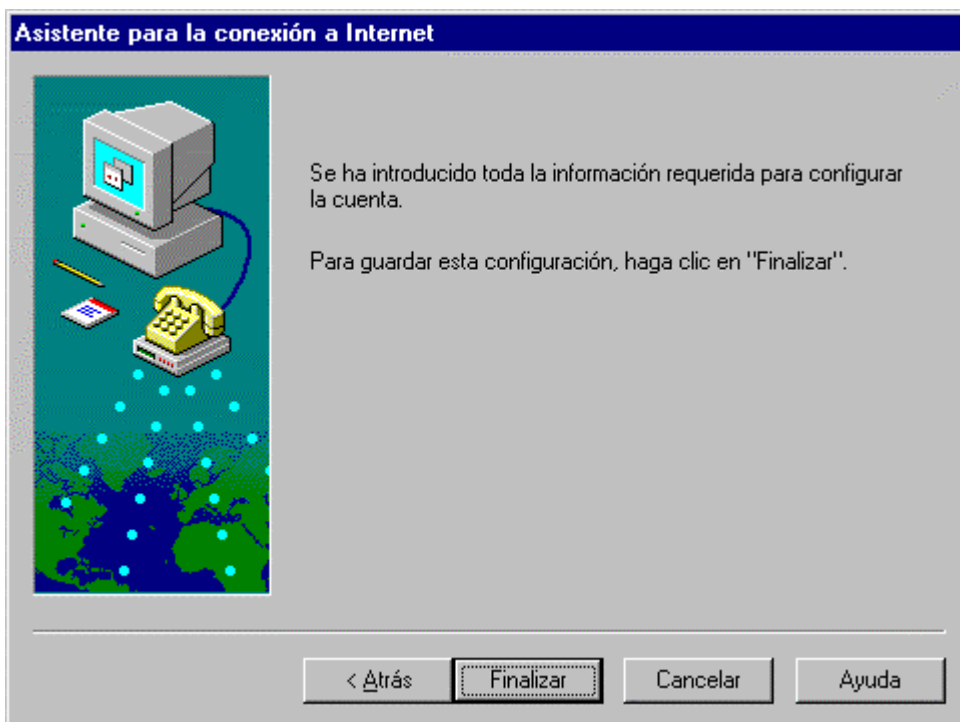 Asistente para la conexión a Internet
Se ha introducido toda la información requerida para configurar
la cuenta.
Para guardar esta configuración, haga clic en "Finalizar".
< Atrás
Finalizar
Cancelar
Ayuda